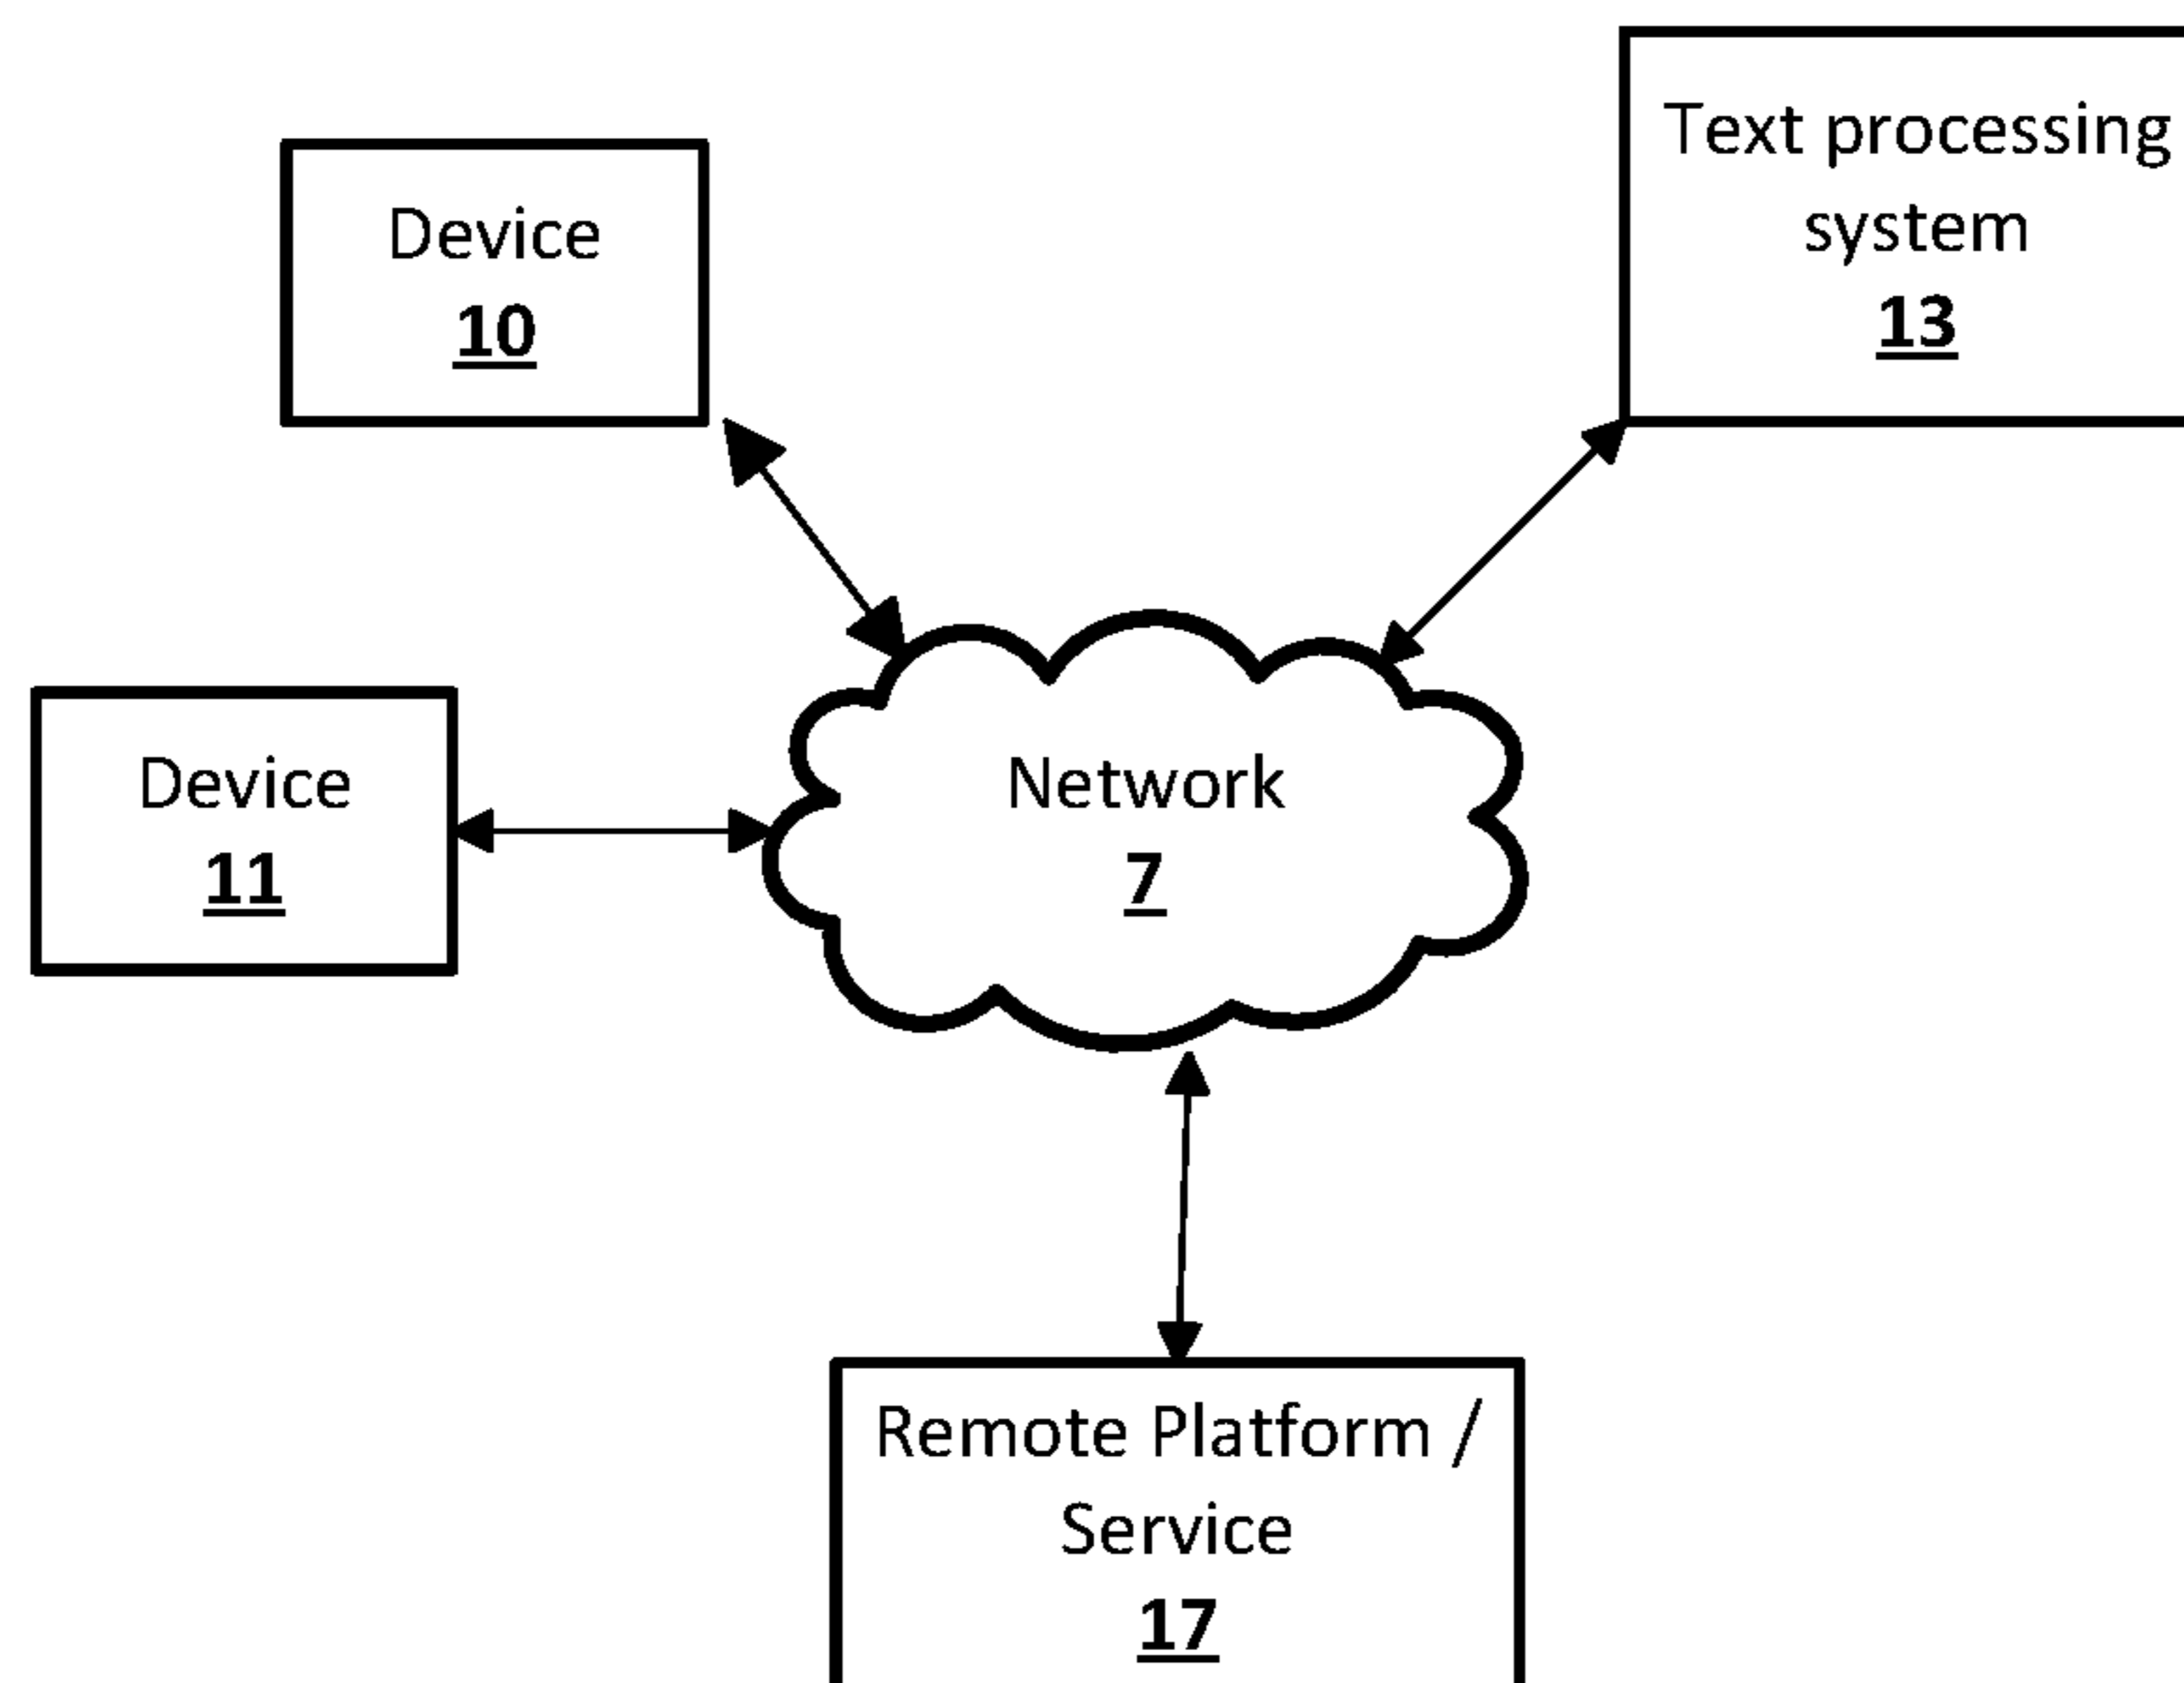 Text processing
system
13
Device
10
Device
11
Network
7
Remote Platform /
Service
17